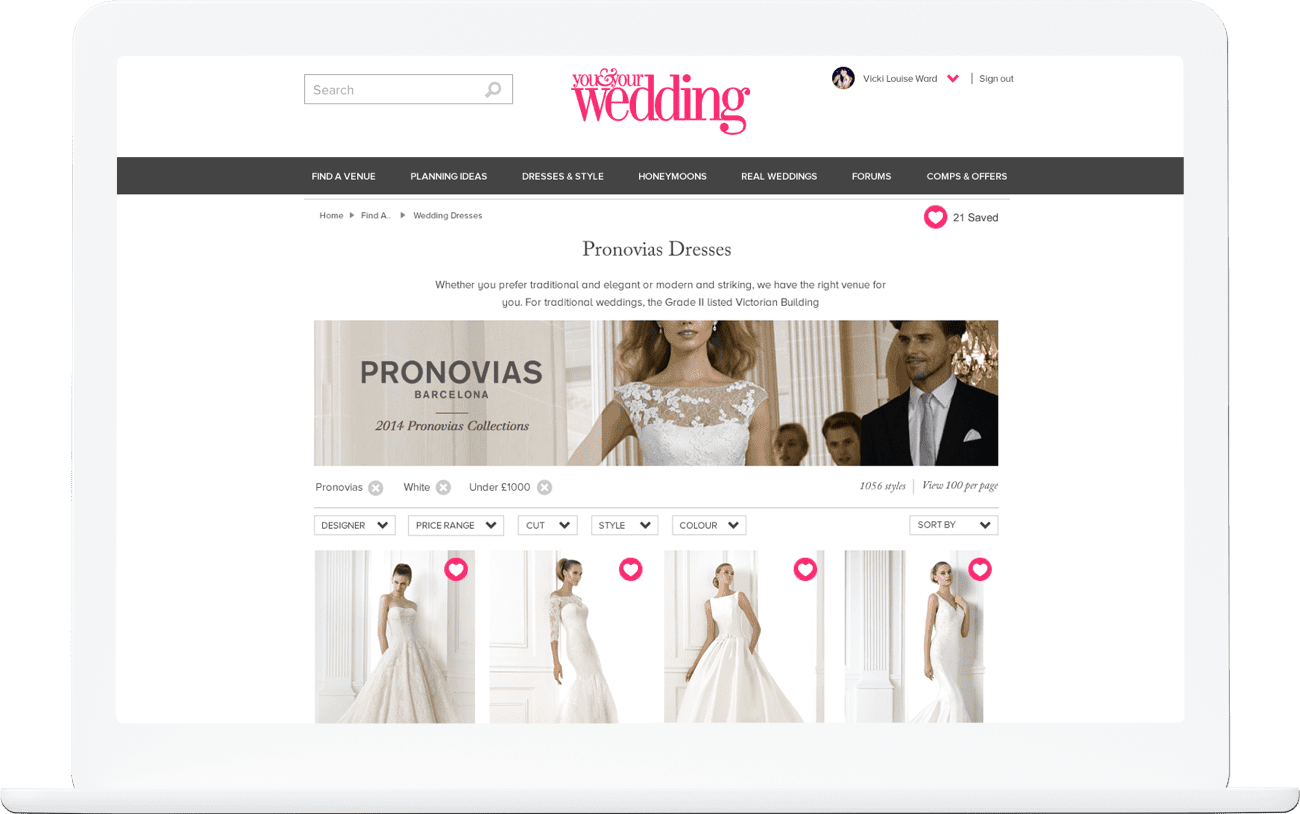 Search
you&your
wedding
Vicki Louise Ward
Sign out
FIND A VENUE
PLANNING IDEAS
DRESSES & STYLE
HONEYMOONS
REAL WEDDINGS
FORUMS
COMPS & OFFERS
Home
Find A..
Wedding Dresses
21 Saved
Pronovias Dresses
Whether you prefer traditional and elegant or modern and striking, we have the right venue for
you. For traditional weddings, the Grade II listed Victorian Building
PRONOVIAS
BARCELONA
2014 Pronovias Collections
Pronovias
White
Under £1000
1056 styles
View 100 per page
DESIGNER
PRICE RANGE
CUT
STYLE
COLOUR
SORT BY